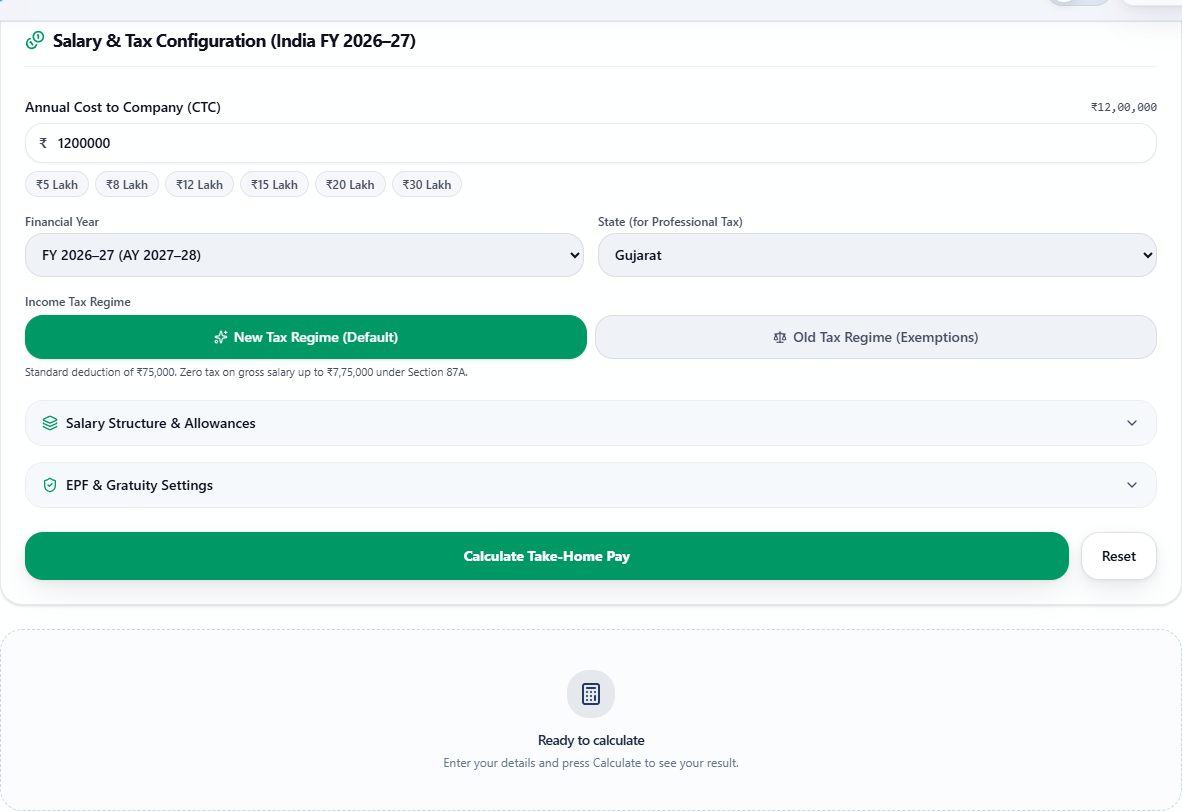 Salary & Tax Configuration (India FY 2026–27)
Annual Cost to Company (CTC)
₹12,00,000
₹ 1200000
₹5 Lakh
₹8 Lakh
₹12 Lakh
₹15 Lakh
₹20 Lakh
₹30 Lakh
Financial Year
State (for Professional Tax)
FY 2026–27 (AY 2027–28)
Gujarat
Income Tax Regime
New Tax Regime (Default)
Old Tax Regime (Exemptions)
Standard deduction of ₹75,000. Zero tax on gross salary up to ₹7,75,000 under Section 87A.
Salary Structure & Allowances
EPF & Gratuity Settings
Calculate Take-Home Pay
Reset
Ready to calculate
Enter your details and press Calculate to see your result.